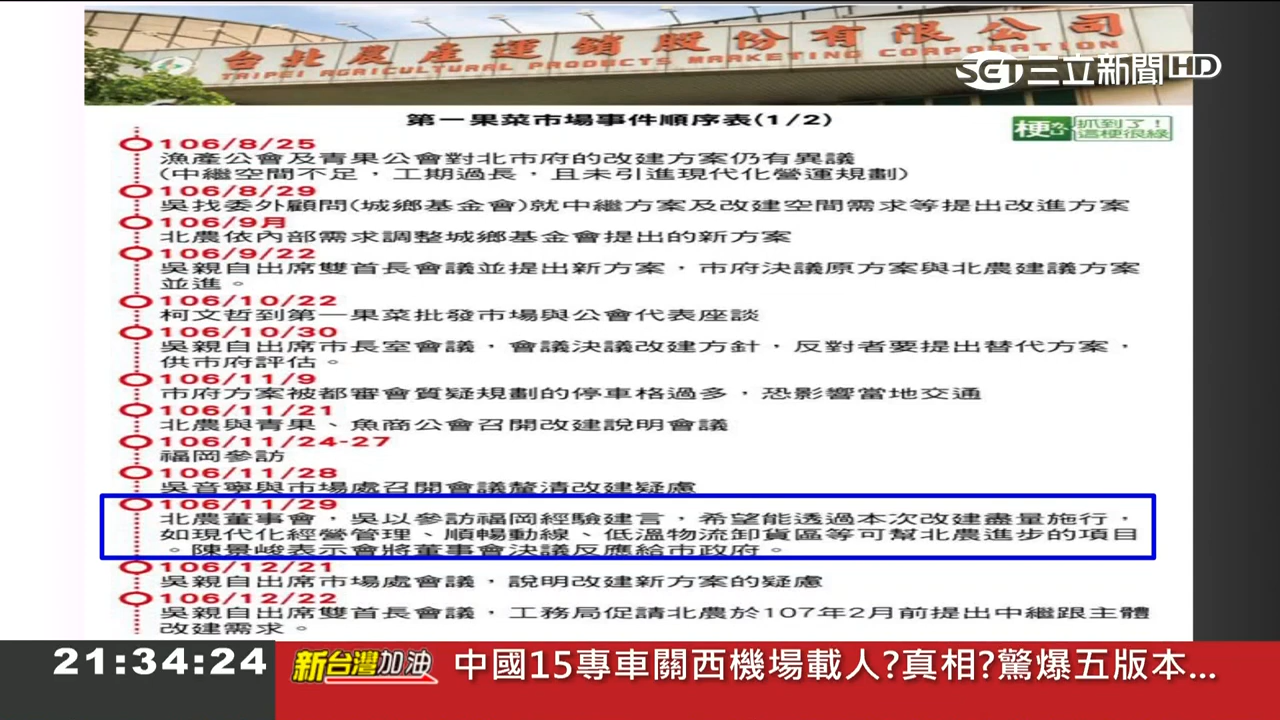 台北農產運銷股份有限公司
TAIPEI AGRICULTURAL PRODUCTS MARKETING CORPORATION
SET三立新聞HD
第一果菜市場事件順序表(1/2)
梗ㄍㄥˇ
抓到了!
這梗很綠
106/8/25
漁產公會及青果公會對北市府的改建方案仍有異議
(中繼空間不足，工期過長，且未引進現代化營運規劃)
106/8/29
吳找委外顧問(城鄉基金會)就中繼方案及改建空間需求等提出改進方案
106/9月
北農依內部需求調整城鄉基金會提出的新方案
106/9/22
吳親自出席雙首長會議並提出新方案，市府決議原方案與北農建議方案
並進。
106/10/22
柯文哲到第一果菜批發市場與公會代表座談
106/10/30
吳親自出席市長室會議，會議決議改建方針，反對者要提出替代方案，
供市府評估。
106/11/9
市府方案被都審會質疑規劃的停車格過多，恐影響當地交通
106/11/21
北農與青果、魚商公會召開改建說明會議
106/11/24-27
福岡參訪
106/11/28
吳音寧與市場處召開會議釐清改建疑慮
106/11/29
北農董事會，吳以參訪福岡經驗建言，希望能透過本次改建盡量施行，
如現代化經營管理、順暢動線、低溫物流卸貨區等可幫北農進步的項目
。陳景峻表示會將董事會決議反應給市政府。
106/12/21
吳親自出席市場處會議，說明改建新方案的疑慮
106/12/22
吳親自出席雙首長會議，工務局促請北農於107年2月前提出中繼跟主體
改建需求。
21:34:24
新台灣加油
中國15專車關西機場載人?真相?驚爆五版本...